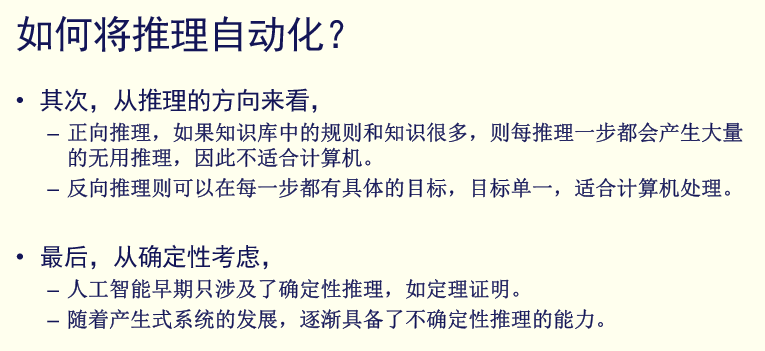 如何将推理自动化？
• 其次，从推理的方向来看，
– 正向推理，如果知识库中的规则和知识很多，则每推理一步都会产生大量
的无用推理，因此不适合计算机。
– 反向推理则可以在每一步都有具体的目标，目标单一，适合计算机处理。
• 最后，从确定性考虑，
– 人工智能早期只涉及了确定性推理，如定理证明。
– 随着产生式系统的发展，逐渐具备了不确定性推理的能力。